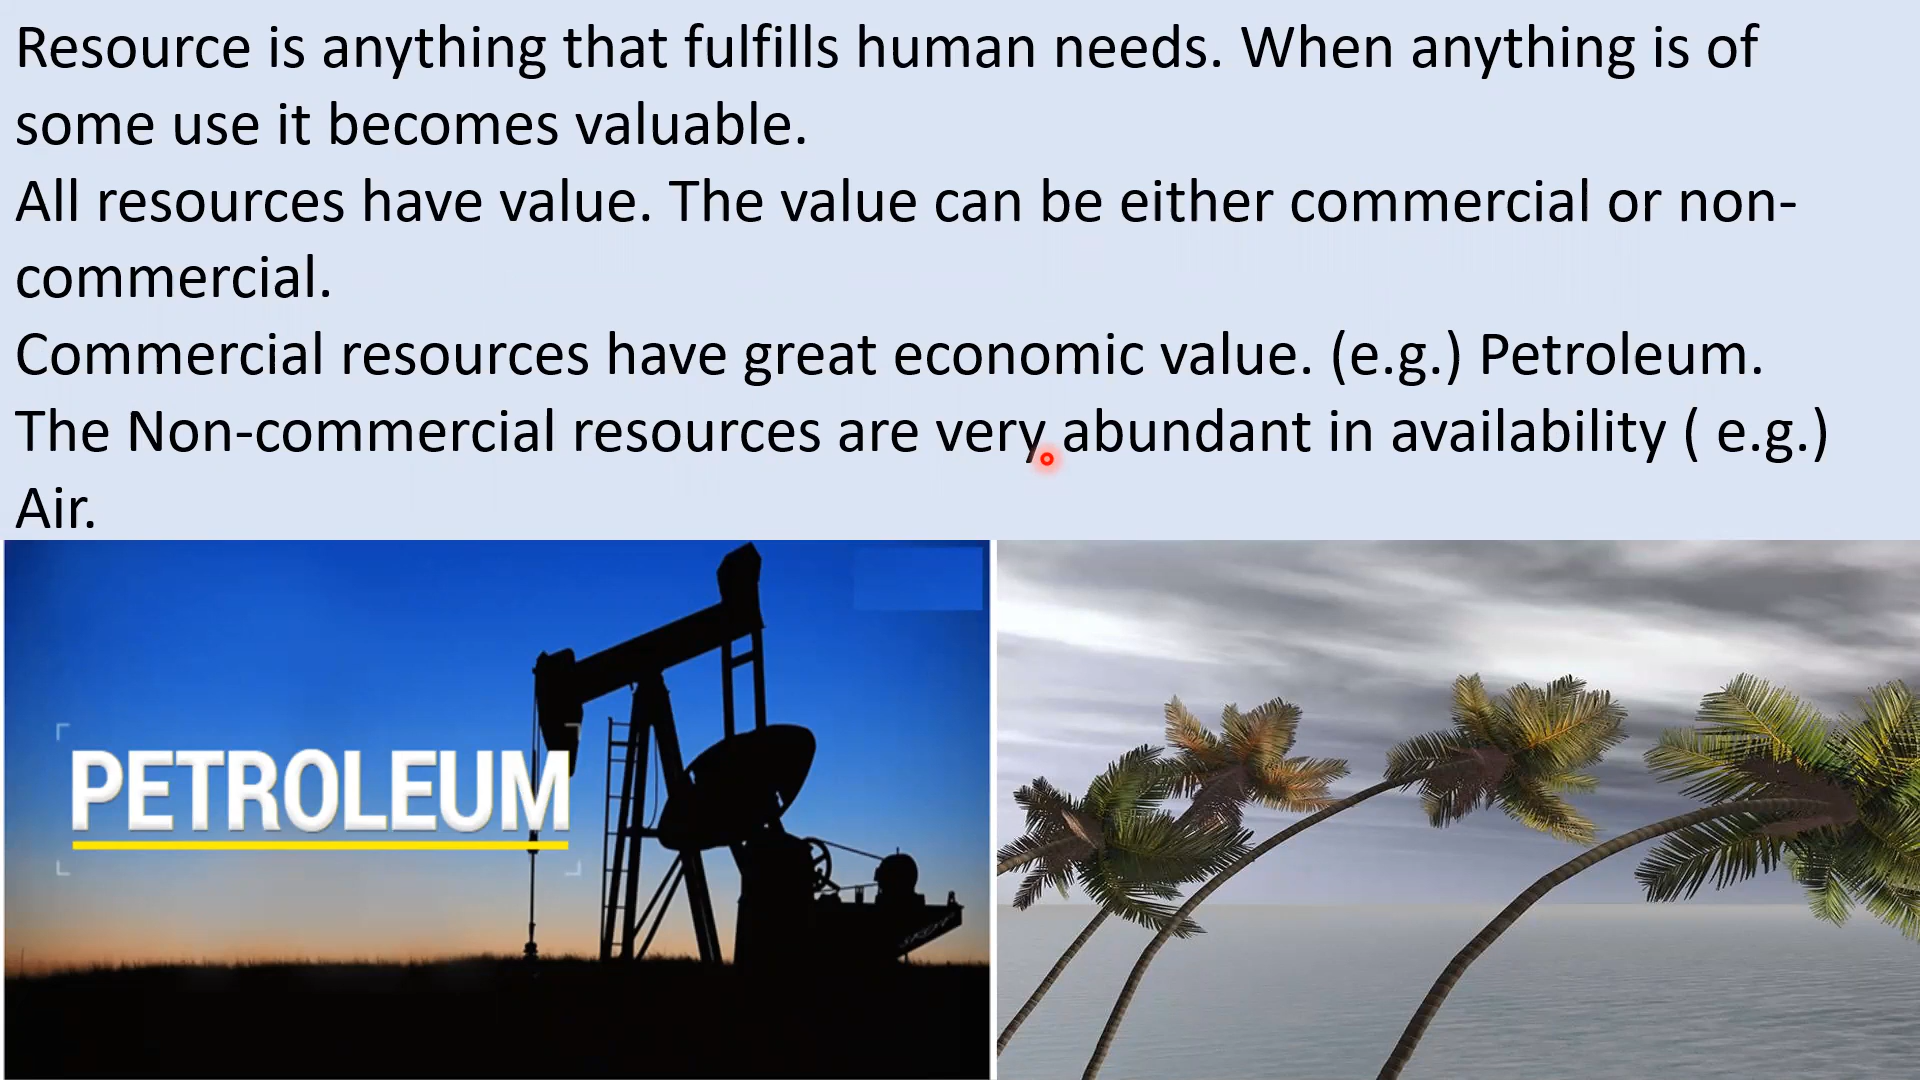 Resource is anything that fulfills human needs. When anything is of
some use it becomes valuable.
All resources have value. The value can be either commercial or non-
commercial.
Commercial resources have great economic value. (e.g.) Petroleum.
The Non-commercial resources are very abundant in availability ( e.g.)
Air.
PETROLEUM